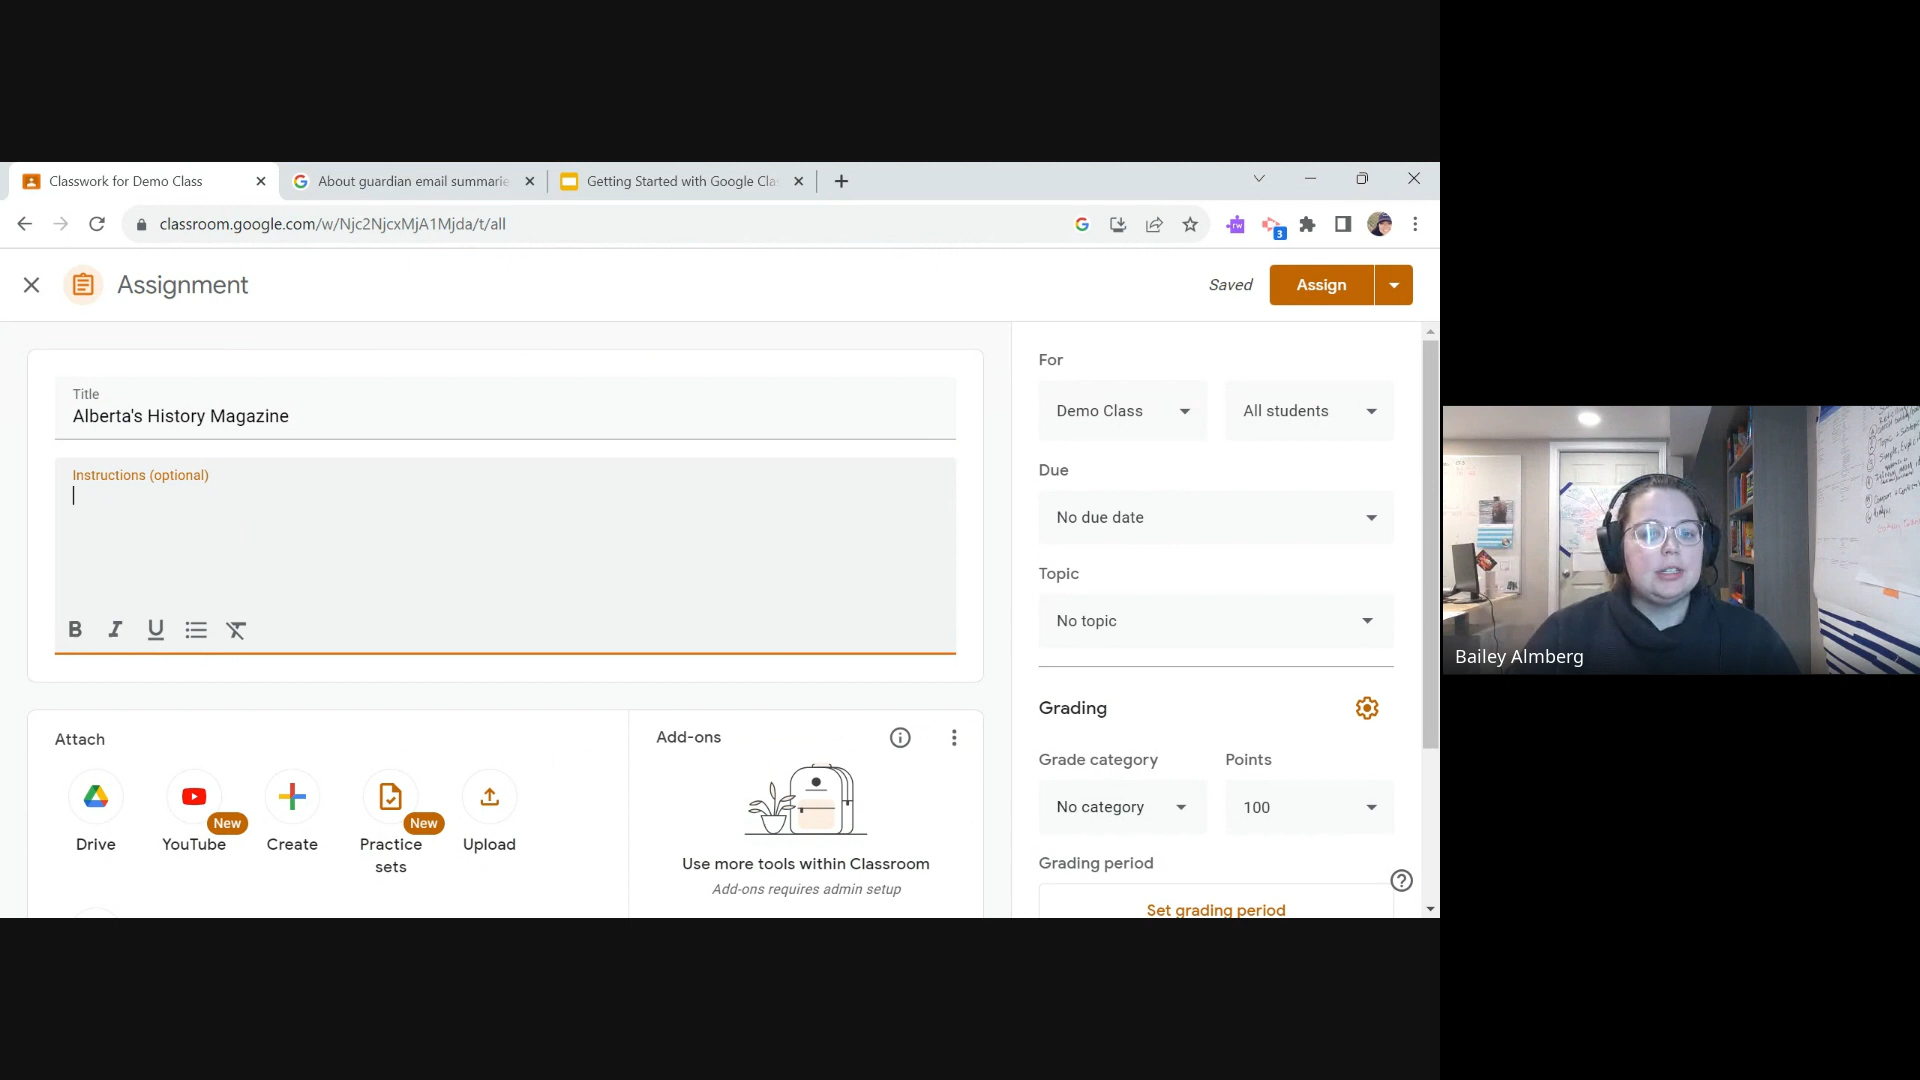 Classwork for Demo Class
About guardian email summarie
Getting Started with Google Cla
classroom.google.com/w/Njc2NjcxMjA1Mjda/t/all
rw
3
Assignment
Saved
Assign
Title
Alberta's History Magazine
Instructions (optional)
B I U
Attach
Drive
YouTube
New
Create
Practice sets
New
Upload
Add-ons
Use more tools within Classroom
Add-ons requires admin setup
For
Demo Class
All students
Due
No due date
Topic
No topic
Grading
Grade category
Points
No category
100
Grading period
Set grading period
Bailey Almberg